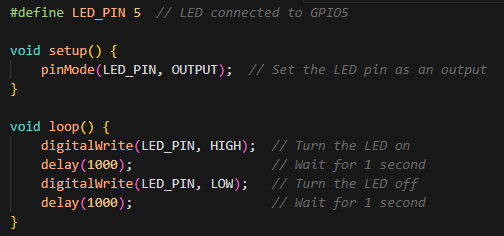 #define LED_PIN 5  // LED connected to GPIO5

void setup() {
    pinMode(LED_PIN, OUTPUT);  // Set the LED pin as an output
}

void loop() {
    digitalWrite(LED_PIN, HIGH);  // Turn the LED on
    delay(1000);                  // Wait for 1 second
    digitalWrite(LED_PIN, LOW);   // Turn the LED off
    delay(1000);                  // Wait for 1 second
}